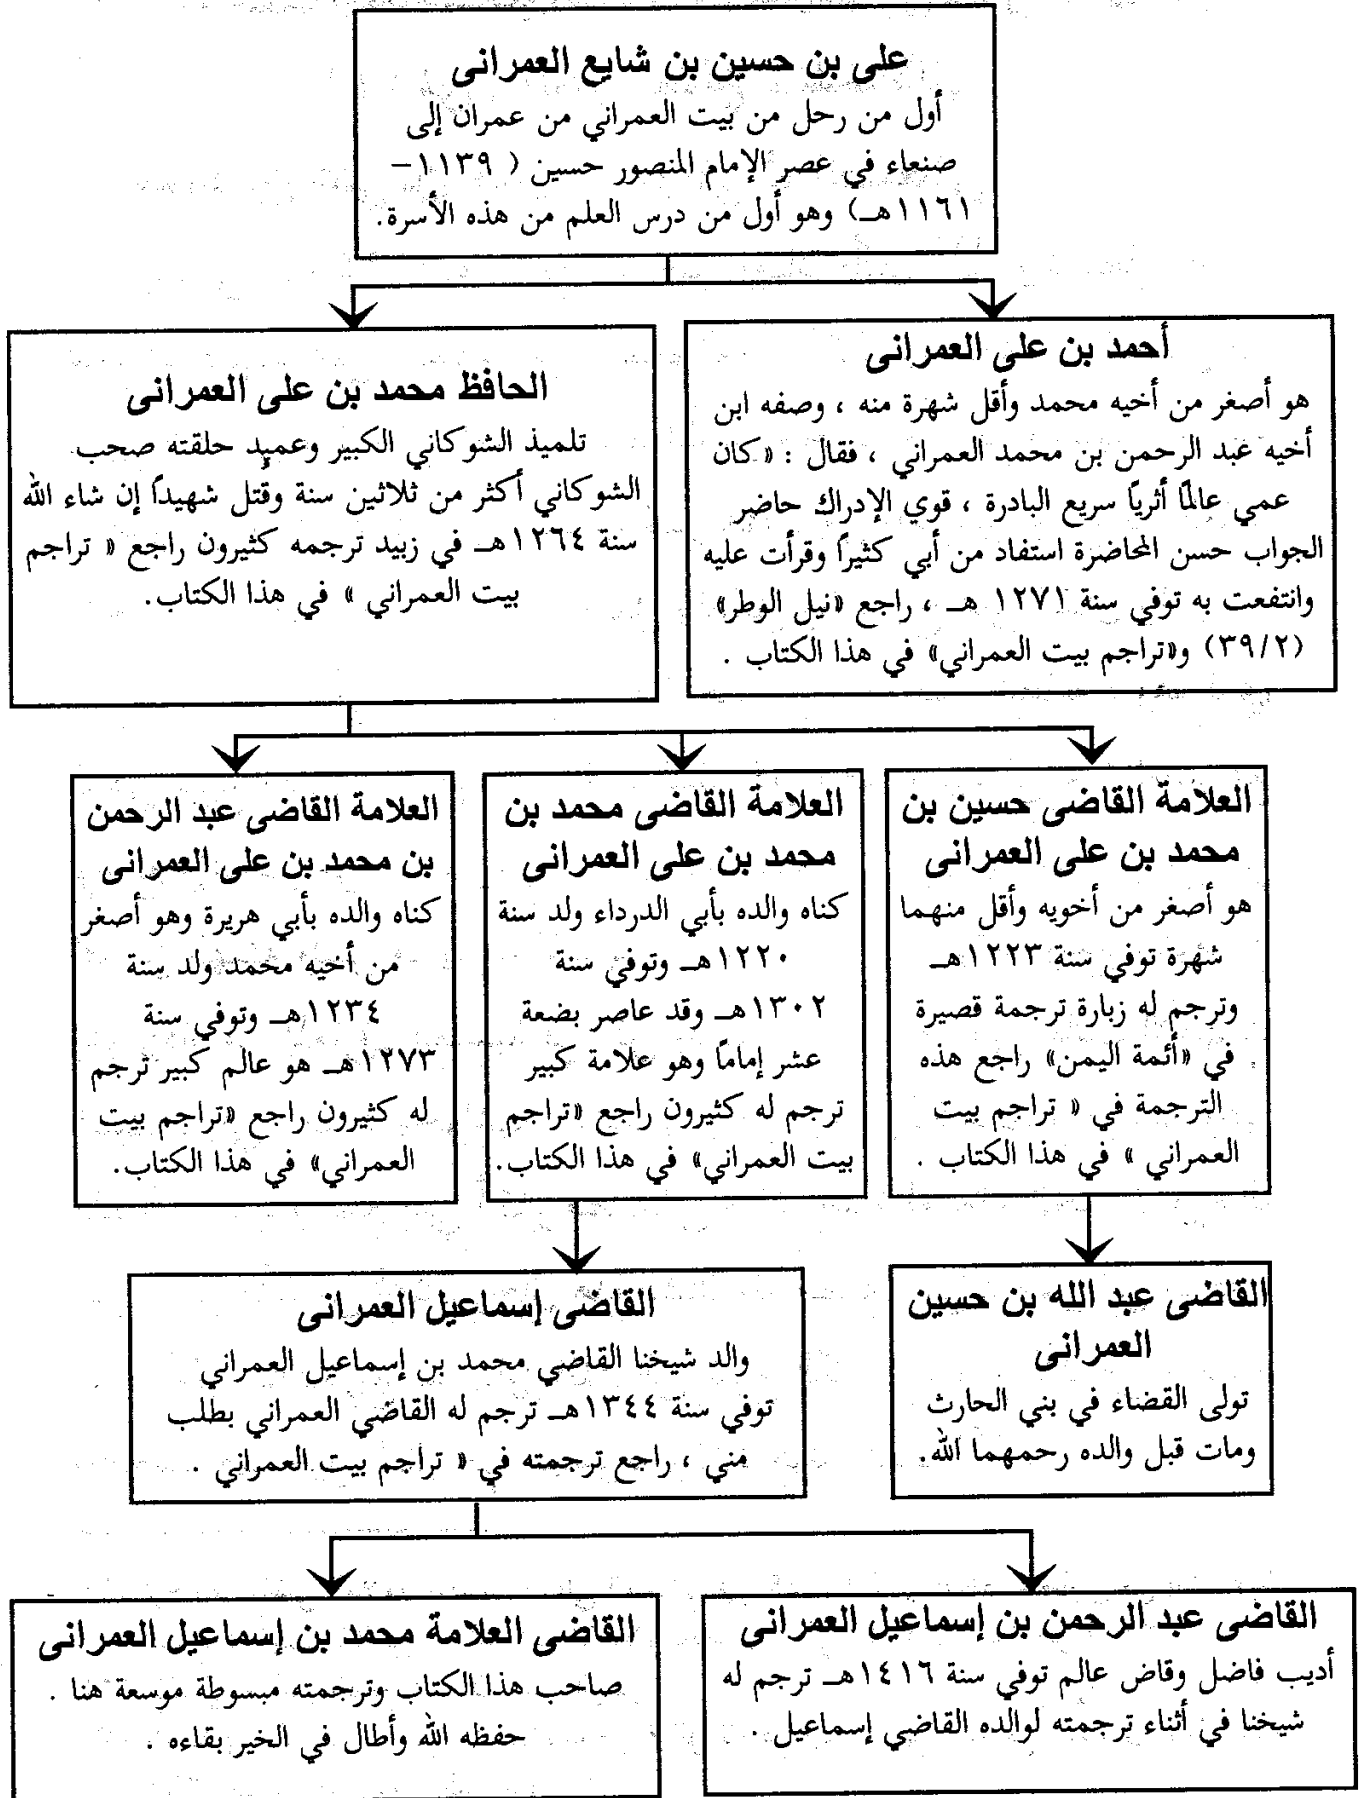 على بن حسين بن شايع العمرانى
أول من رحل من بيت العمراني من عمران إلى
صنعاء في عصر الإمام المنصور حسين ( ١١٣٩ –
١١٦١هـ) وهو أول من درس العلم من هذه الأسرة.
أحمد بن على العمرانى
هو أصغر من أخيه محمد وأقل شهرة منه ، وصفه ابن
أخيه عبد الرحمن بن محمد العمراني ، فقال : «كان
عمي عالمًا أثريًا سريع البادرة ، قوي الإدراك حاضر
الجواب حسن المحاضرة استفاد من أبي كثيرًا وقرأت عليه
وانتفعت به توفي سنة ١٢٧١ هـ ، راجع «نيل الوطر»
(٣٩/٢) و«تراجم بيت العمراني» في هذا الكتاب .
الحافظ محمد بن على العمرانى
تلميذ الشوكاني الكبير وعميد حلقته صحب
الشوكاني أكثر من ثلاثين سنة وقتل شهيدًا إن شاء الله
سنة ١٢٦٤هـ في زبيد ترجمه كثيرون راجع « تراجم
بيت العمراني » في هذا الكتاب.
العلامة القاضى حسين بن
محمد بن على العمرانى
هو أصغر من أخويه وأقل منهما
شهرة توفي سنة ١٢٢٣هـ
وترجم له زبارة ترجمة قصيرة
في «أئمة اليمن» راجع هذه
الترجمة في « تراجم بيت
العمراني » في هذا الكتاب .
العلامة القاضى محمد بن
محمد بن على العمرانى
كناه والده بأبي الدرداء ولد سنة
١٢٢٠هـ وتوفي سنة
١٣٠٢هـ وقد عاصر بضعة
عشر إمامًا وهو علامة كبير
ترجم له كثيرون راجع «تراجم
بيت العمراني» في هذا الكتاب.
العلامة القاضى عبد الرحمن
بن محمد بن على العمرانى
كناه والده بأبي هريرة وهو أصغر
من أخيه محمد ولد سنة
١٢٣٤هـ وتوفي سنة
١٢٧٣هـ هو عالم كبير ترجم
له كثيرون راجع «تراجم بيت
العمراني» في هذا الكتاب.
القاضى عبد الله بن حسين
العمرانى
تولى القضاء في بني الحارث
ومات قبل والده رحمهما الله.
القاضى إسماعيل العمرانى
والد شيخنا القاضي محمد بن إسماعيل العمراني
توفي سنة ١٣٤٤هـ ترجم له القاضي العمراني بطلب
مني ، راجع ترجمته في « تراجم بيت العمراني .
القاضى عبد الرحمن بن إسماعيل العمرانى
أديب فاضل وقاض عالم توفي سنة ١٤١٦هـ ترجم له
شيخنا في أثناء ترجمته لوالده القاضي إسماعيل .
القاضى العلامة محمد بن إسماعيل العمرانى
صاحب هذا الكتاب وترجمته مبسوطة موسعة هنا .
حفظه الله وأطال في الخير بقاءه .